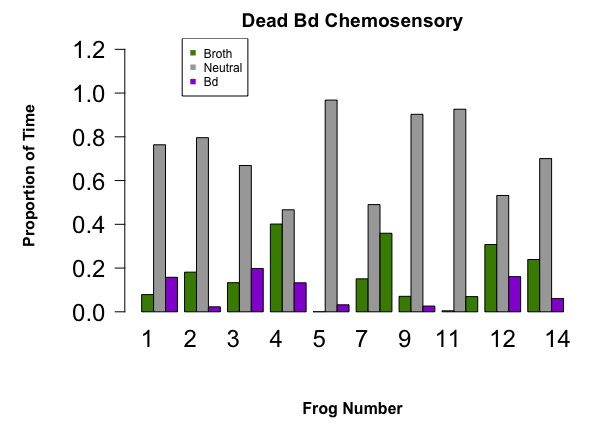 Dead Bd Chemosensory
Broth
Neutral
Bd
Proportion of Time
1.2
1.0
0.8
0.6
0.4
0.2
0.0
1 2 3 4 5 7 9 11 12 14
Frog Number